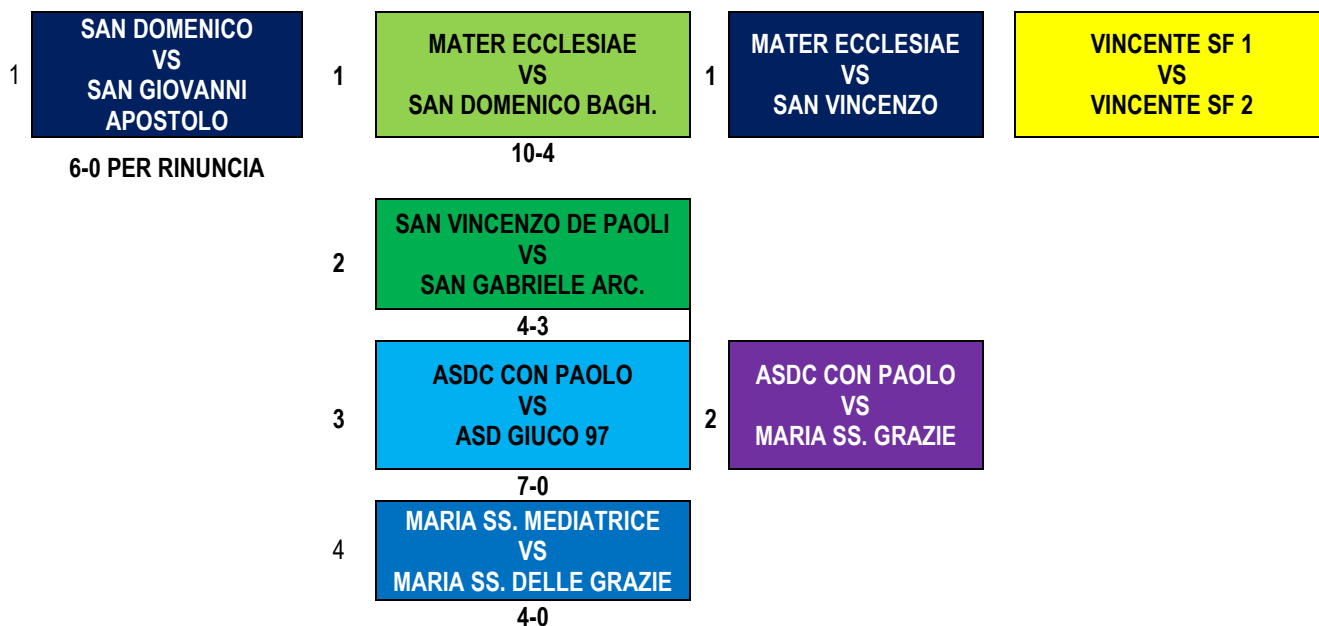 1
SAN DOMENICO
VS
SAN GIOVANNI
APOSTOLO
6-0 PER RINUNCIA
1
MATER ECCLESIAE
VS
SAN DOMENICO BAGH.
10-4
2
SAN VINCENZO DE PAOLI
VS
SAN GABRIELE ARC.
4-3
3
ASDC CON PAOLO
VS
ASD GIUCO 97
7-0
4
MARIA SS. MEDIATRICE
VS
MARIA SS. DELLE GRAZIE
4-0
1
MATER ECCLESIAE
VS
SAN VINCENZO
2
ASDC CON PAOLO
VS
MARIA SS. GRAZIE
VINCENTE SF 1
VS
VINCENTE SF 2